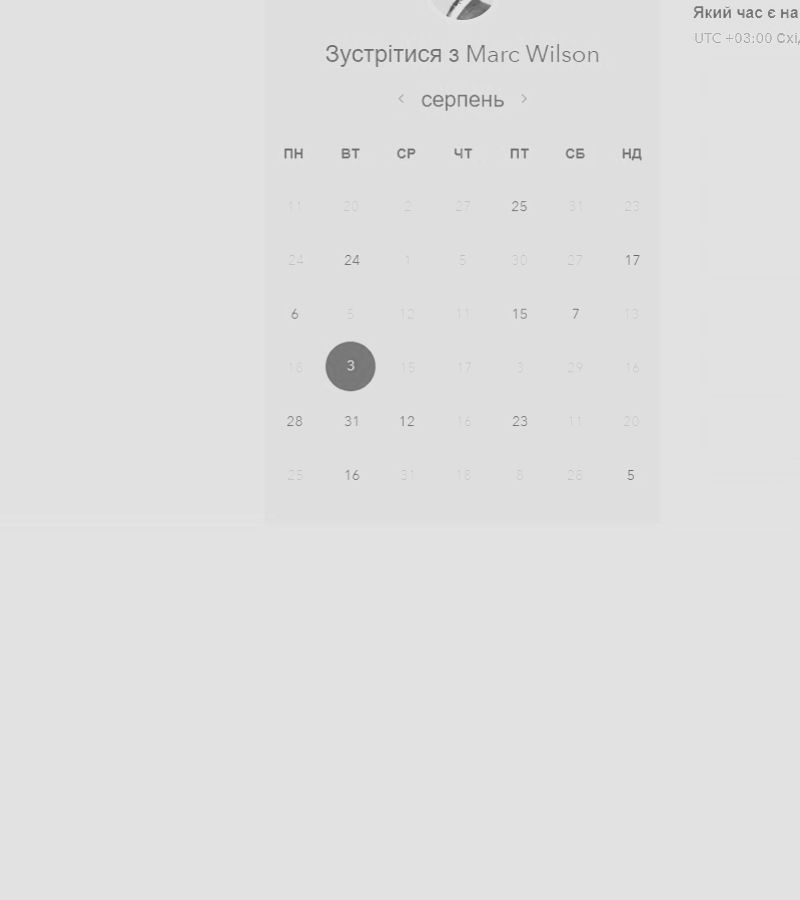 Який час є на
UTC +03:00 Схі
Зустрітися з Marc Wilson
‹ серпень ›
ПН ВТ СР ЧТ ПТ СБ НД
11 20 2 27 25 31 23
24 24 1 5 30 27 17
6 5 12 11 15 7 13
18 3 15 17 3 29 16
28 31 12 16 23 11 20
25 16 31 18 8 28 5